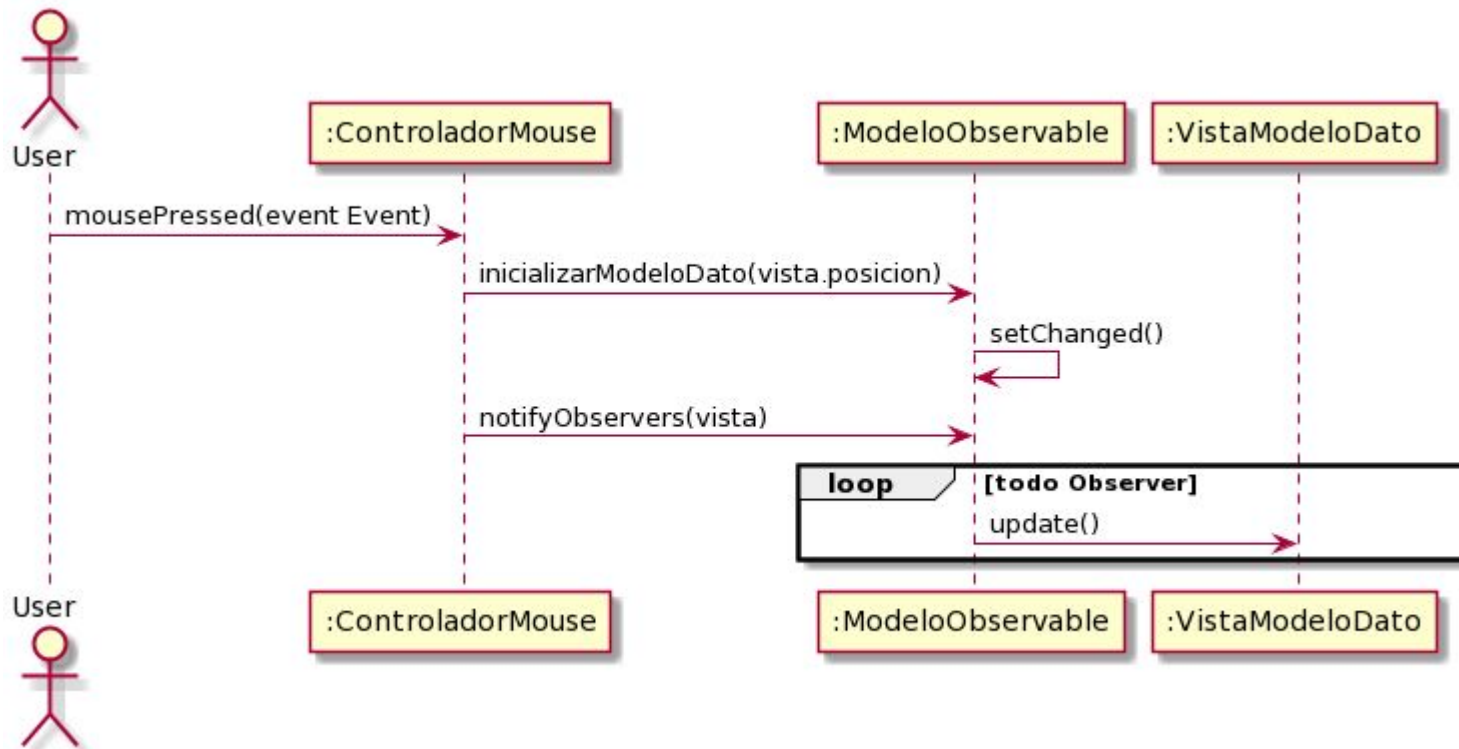 User
:ControladorMouse
:ModeloObservable
:VistaModeloDato
mousePressed(event Event)
inicializarModeloDato(vista.posicion)
setChanged()
notifyObservers(vista)
loop
[todo Observer]
update()
User
:ControladorMouse
:ModeloObservable
:VistaModeloDato